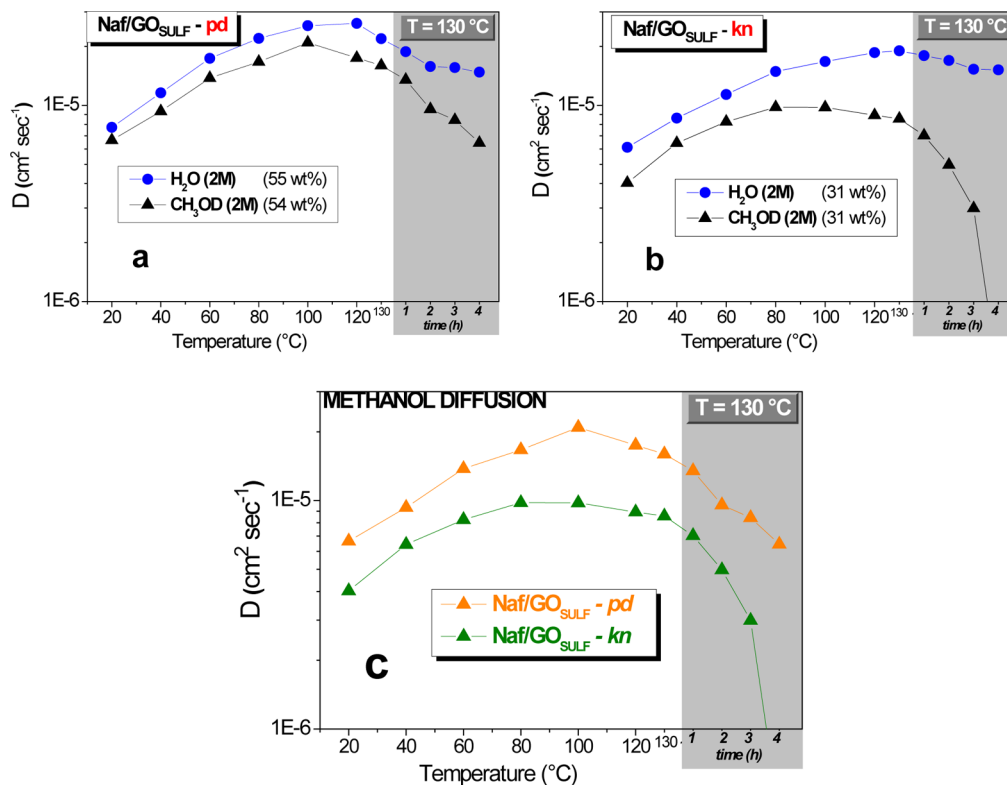 Naf/GO_SULF - pd
T = 130 °C
D (cm² sec⁻¹)
1E-5
1E-6
H₂O (2M) (55 wt%)
CH₃OD (2M) (54 wt%)
a
20 40 60 80 100 120 130 1 2 3 4
time (h)
Temperature (°C)
Naf/GO_SULF - kn
T = 130 °C
D (cm² sec⁻¹)
1E-5
1E-6
H₂O (2M) (31 wt%)
CH₃OD (2M) (31 wt%)
b
20 40 60 80 100 120 130 1 2 3 4
time (h)
Temperature (°C)
METHANOL DIFFUSION
T = 130 °C
D (cm² sec⁻¹)
1E-5
1E-6
Naf/GO_SULF - pd
Naf/GO_SULF - kn
c
20 40 60 80 100 120 130 1 2 3 4
time (h)
Temperature (°C)